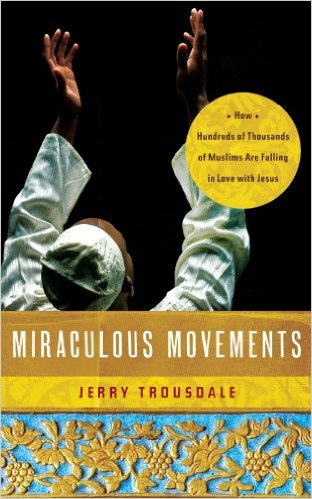 • How •
Hundreds of Thousands
of Muslims Are Falling
in Love with Jesus
MIRACULOUS MOVEMENTS
JERRY TROUSDALE